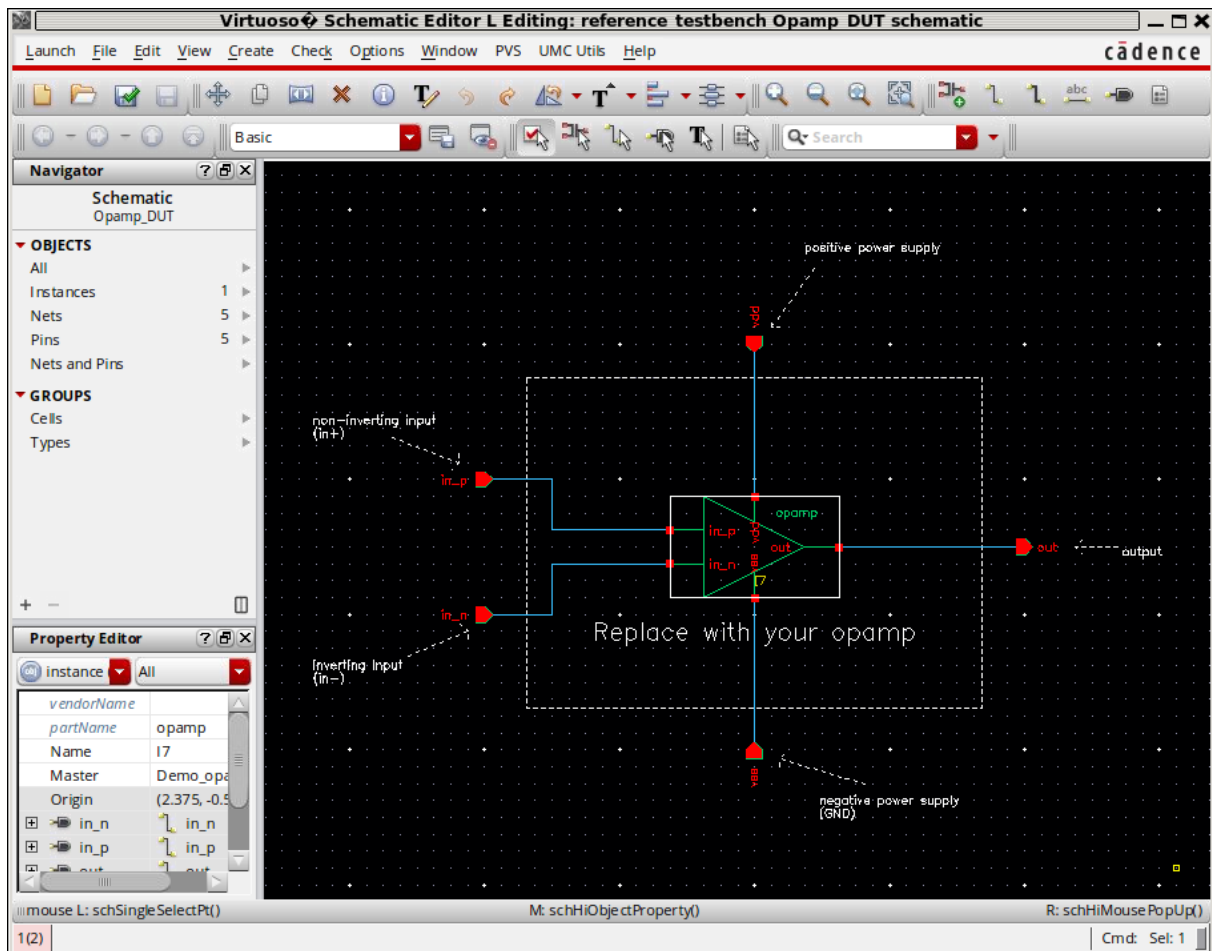 Virtuoso� Schematic Editor L Editing: reference testbench Opamp DUT schematic
Launch File Edit View Create Check Options Window PVS UMC Utils Help
cādence
abc
Basic
Search
Navigator
Schematic
Opamp_DUT
OBJECTS
All
Instances 1
Nets 5
Pins 5
Nets and Pins
GROUPS
Cells
Types
Property Editor
instance
All
vendorName
partName opamp
Name I7
Master Demo_opa
Origin (2.375, -0.5
in_n in_n
in_p in_p
out out
positive power supply
vdd
non-inverting input
(in+)
in_p
opamp
in_p
vdd
out
in_n
I7
out
output
in_n
Replace with your opamp
inverting input
(in-)
negative power supply
(GND)
mouse L: schSingleSelectPt()
M: schHiObjectProperty()
R: schHiMousePopUp()
1(2)
Cmd: Sel: 1